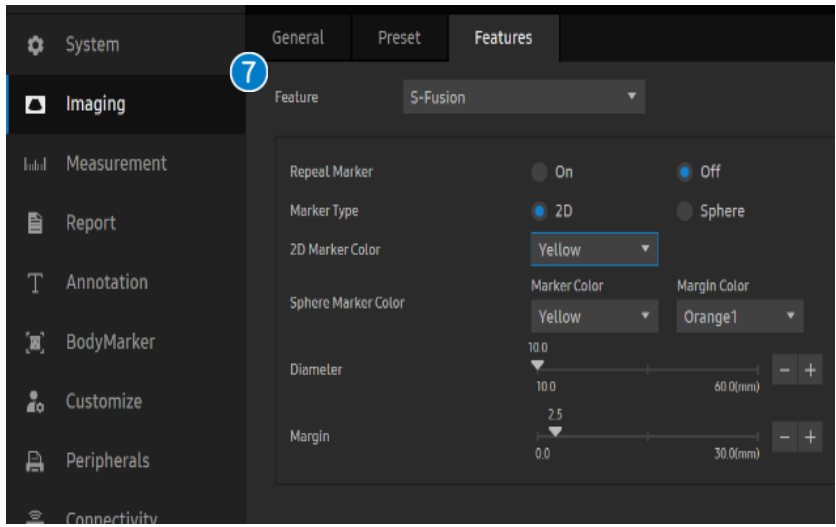 System
Imaging
Measurement
Report
Annotation
BodyMarker
Customize
Peripherals
Connectivity
General Preset Features
7
Feature S-Fusion
Repeat Marker On Off
Marker Type 2D Sphere
2D Marker Color Yellow
Marker Color Margin Color
Sphere Marker Color Yellow Orange1
10.0
Diameter
10.0 60.0(mm)
2.5
Margin
0.0 30.0(mm)